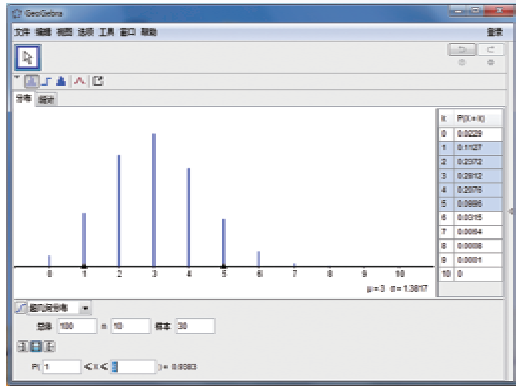 GeoGebra
文件 编辑 视图 选项 工具 窗口 帮助 登录
分布 统计
k P(X=k)
0 0.0229
1 0.1127
2 0.2372
3 0.2812
4 0.2076
5 0.0996
6 0.0315
7 0.0064
8 0.0008
9 0.0001
10 0
0 1 2 3 4 5 6 7 8 9 10
μ=3 σ=1.3817
超几何分布
总体 100 n 10 样本 30
P( 1 ≤X≤ ) = 0.9383